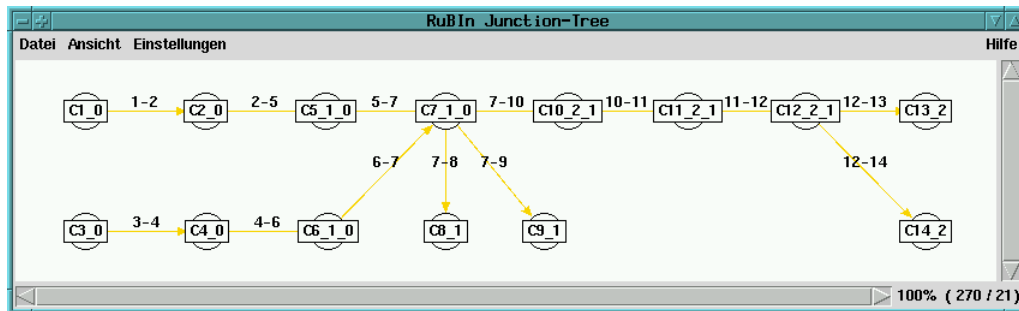 RuBIn Junction-Tree
Datei Ansicht Einstellungen Hilfe
1-2 2-5 5-7 7-10 10-11 11-12 12-13
C1_0 C2_0 C5_1_0 C7_1_0 C10_2_1 C11_2_1 C12_2_1 C13_2
6-7 7-8 7-9 12-14
3-4 4-6
C3_0 C4_0 C6_1_0 C8_1 C9_1 C14_2
100% ( 270 / 21)